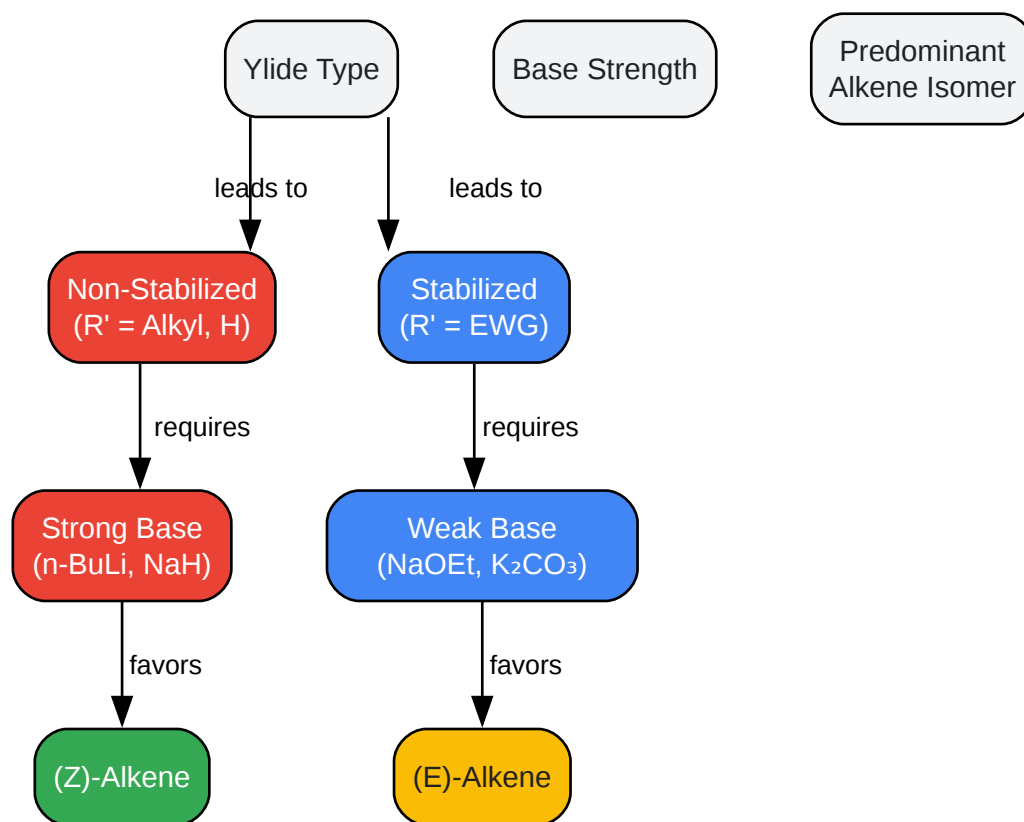 Ylide Type
Base Strength
Predominant
Alkene Isomer
leads to
leads to
Non-Stabilized
(R' = Alkyl, H)
Stabilized
(R' = EWG)
requires
requires
Strong Base
(n-BuLi, NaH)
Weak Base
(NaOEt, K₂CO₃)
favors
favors
(Z)-Alkene
(E)-Alkene